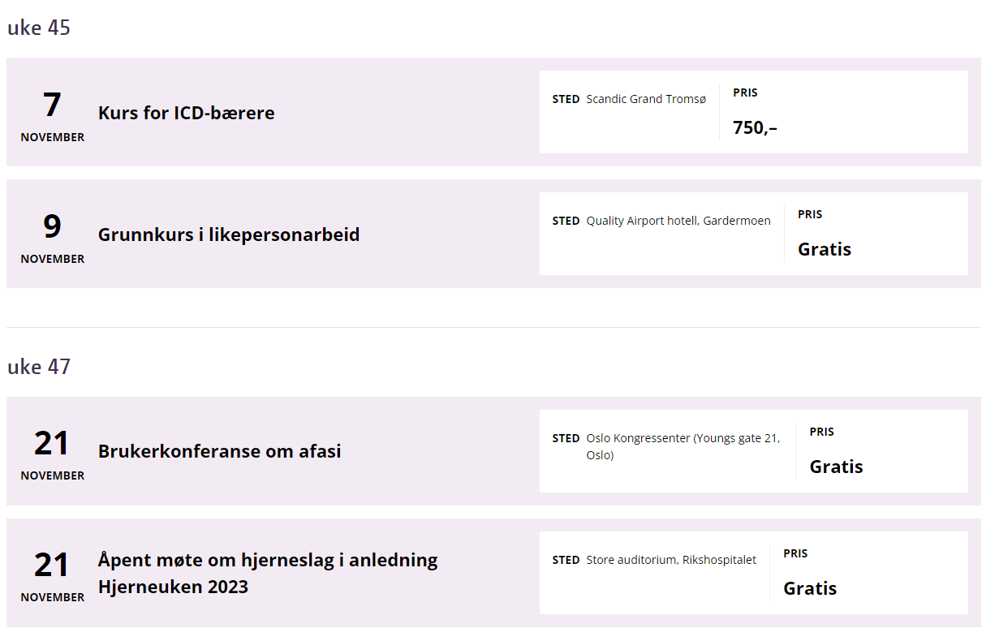 uke 45
7
NOVEMBER
Kurs for ICD-bærere
STED Scandic Grand Tromsø
PRIS
750,–
9
NOVEMBER
Grunnkurs i likepersonarbeid
STED Quality Airport hotell, Gardermoen
PRIS
Gratis
uke 47
21
NOVEMBER
Brukerkonferanse om afasi
STED Oslo Kongressenter (Youngs gate 21,
Oslo)
PRIS
Gratis
21
NOVEMBER
Åpent møte om hjerneslag i anledning
Hjerneuken 2023
STED Store auditorium, Rikshospitalet
PRIS
Gratis